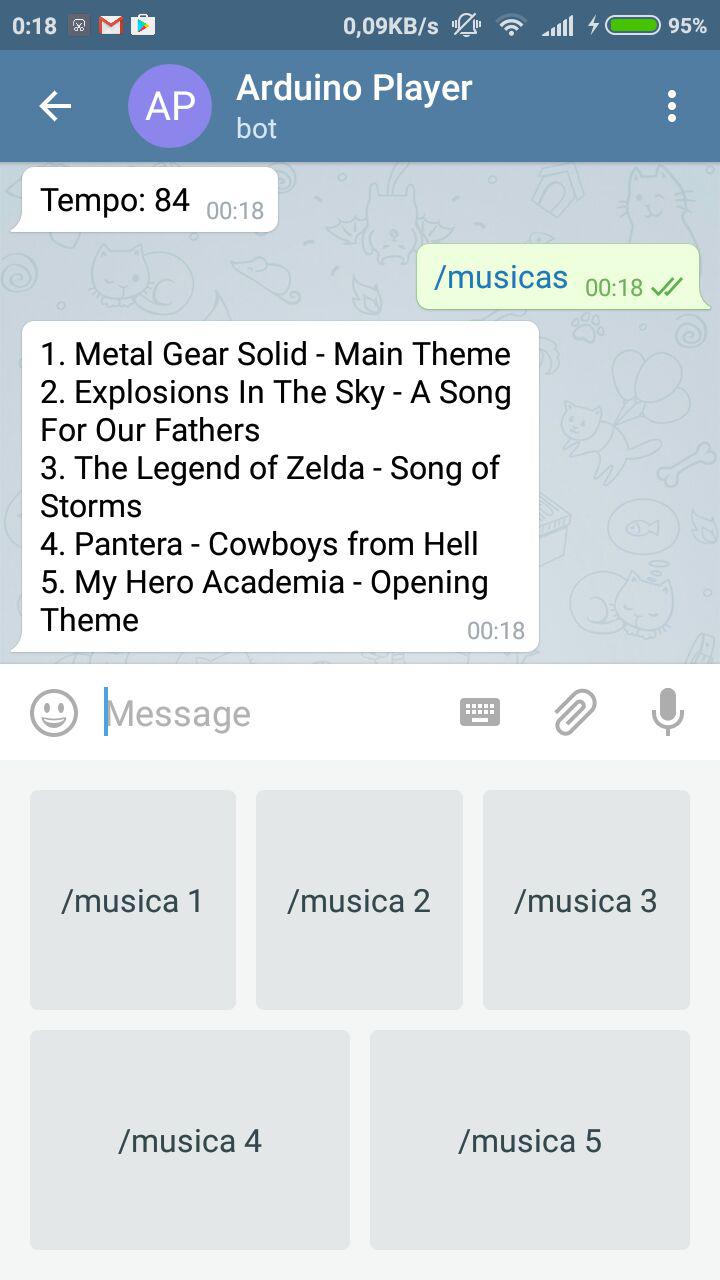 0:18 0,09KB/s 95%
AP Arduino Player
bot
Tempo: 84 00:18
/musicas 00:18
1. Metal Gear Solid - Main Theme
2. Explosions In The Sky - A Song
For Our Fathers
3. The Legend of Zelda - Song of
Storms
4. Pantera - Cowboys from Hell
5. My Hero Academia - Opening
Theme 00:18
Message
/musica 1 /musica 2 /musica 3
/musica 4 /musica 5